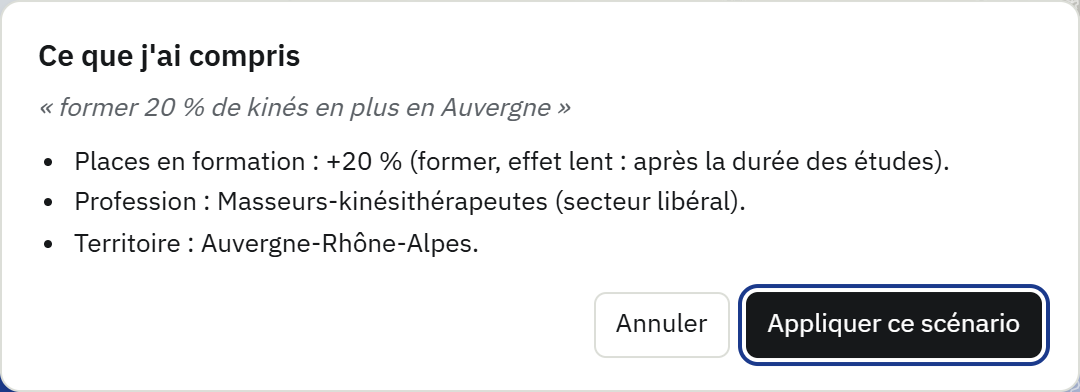 Ce que j'ai compris
« former 20 % de kinés en plus en Auvergne »
• Places en formation : +20 % (former, effet lent : après la durée des études).
• Profession : Masseurs-kinésithérapeutes (secteur libéral).
• Territoire : Auvergne-Rhône-Alpes.
Annuler
Appliquer ce scénario